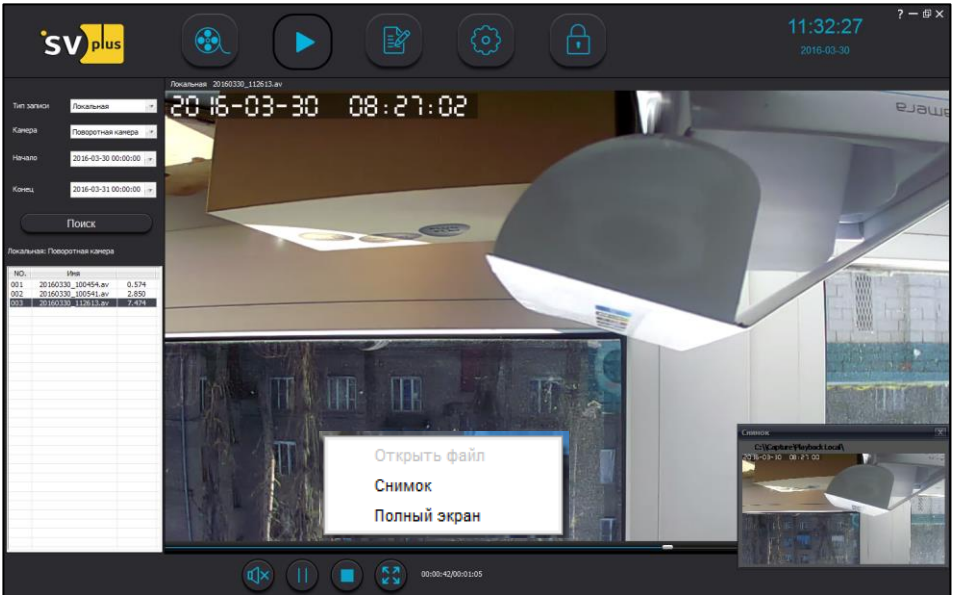 SV plus
11:32:27
2016-03-30
Локальная 20160330_112613.av
2016-03-30 08:27:02
camera
Тип записи Локальная
Камера Поворотная камера
Начало 2016-03-30 00:00:00
Конец 2016-03-31 00:00:00
Поиск
Локальная: Поворотная камера
NO. Имя
001 20160330_100454.av 0.574
002 20160330_100541.av 2.850
003 20160330_112613.av 7.474
Открыть файл
Снимок
Полный экран
Снимок
C:\Capture\Playback\Local\
2016-03-30 08:27:00
00:00:42/00:01:05